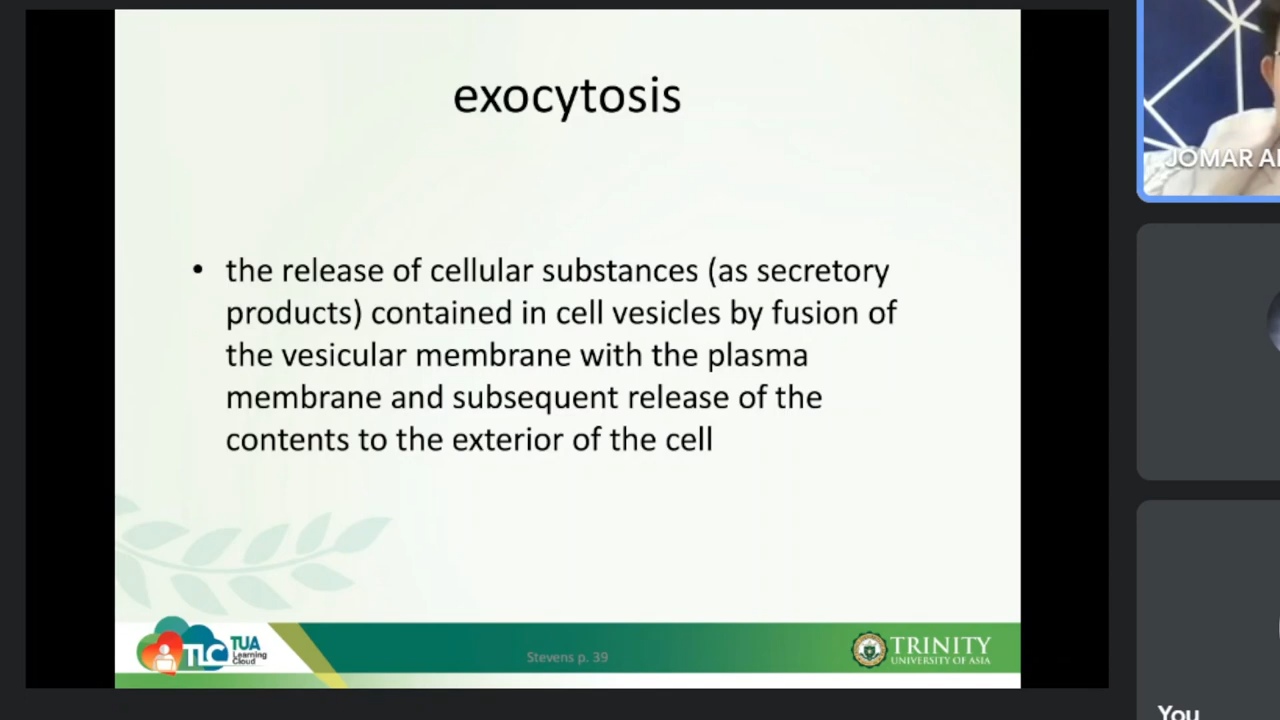 exocytosis
• the release of cellular substances (as secretory
products) contained in cell vesicles by fusion of
the vesicular membrane with the plasma
membrane and subsequent release of the
contents to the exterior of the cell
TLC
TUA
Learning
Cloud
Stevens p. 39
TRINITY
UNIVERSITY OF ASIA
JOMAR
You